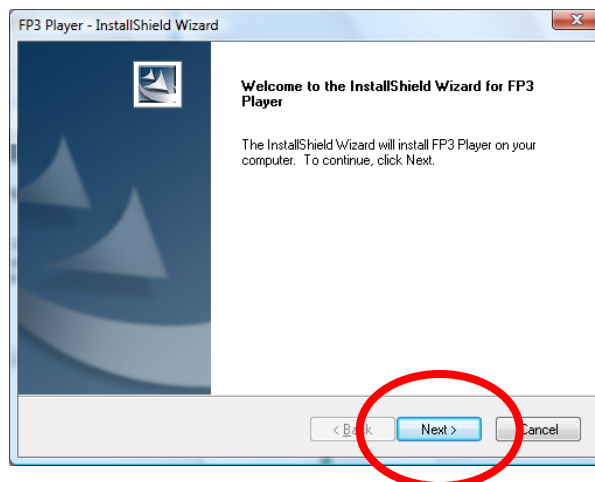 FP3 Player - InstallShield Wizard
Welcome to the InstallShield Wizard for FP3
Player
The InstallShield Wizard will install FP3 Player on your
computer. To continue, click Next.
< Back Next > Cancel